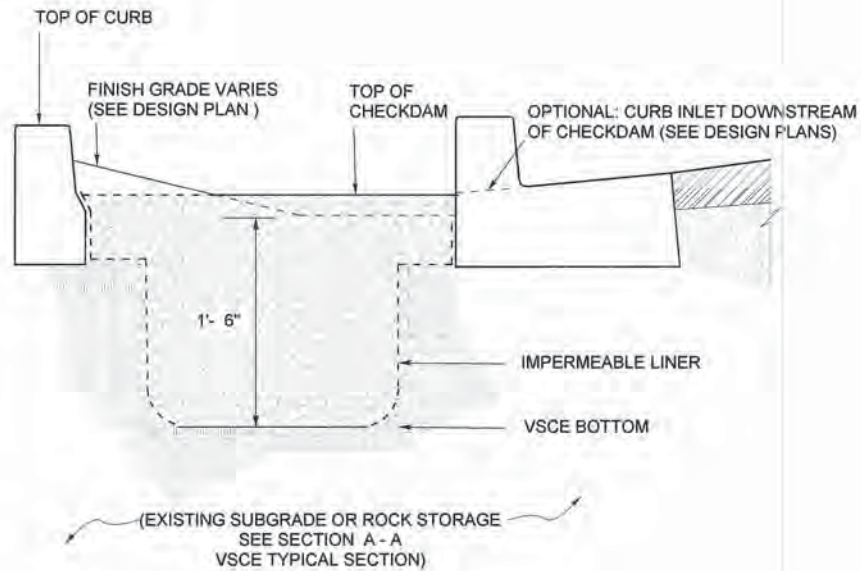 TOP OF CURB
FINISH GRADE VARIES
(SEE DESIGN PLAN )
TOP OF
CHECKDAM
OPTIONAL: CURB INLET DOWNSTREAM
OF CHECKDAM (SEE DESIGN PLANS)
1'- 6"
IMPERMEABLE LINER
VSCE BOTTOM
(EXISTING SUBGRADE OR ROCK STORAGE
SEE SECTION A - A
VSCE TYPICAL SECTION)